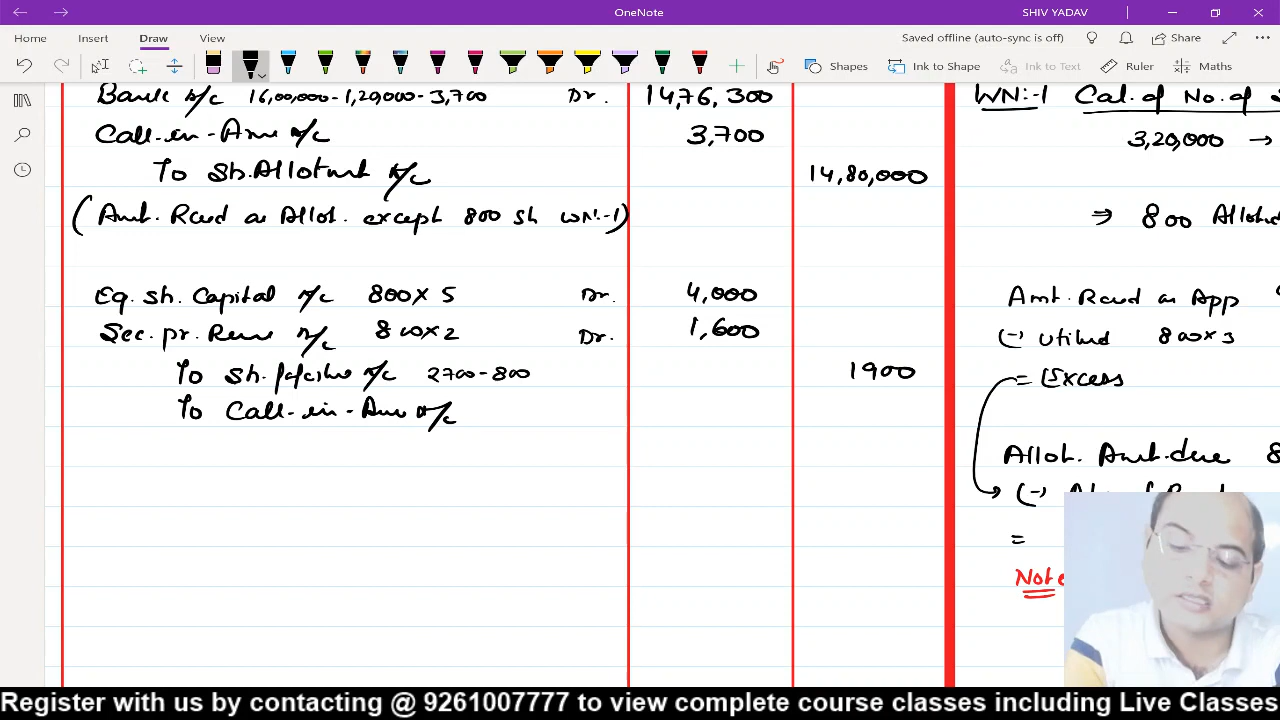 OneNote
SHIV YADAV
Home Insert Draw View
Saved offline (auto-sync is off)
Share
Shapes Ink to Shape Ink to Text Ruler Maths
Bank A/c 16,00,000-1,20,000-3,700 Dr. 14,76,300
Call-in-Arre A/c 3,700
To Sh. Allotment A/c 14,80,000
(Amt. Recd on Allot. except 800 sh WN:-1)
Eq. Sh. Capital A/c 800×5 Dr. 4,000
Sec. pr. Reserve A/c 800×2 Dr. 1,600
To Sh. forfeiture A/c 2700-800 1900
To Call-in-Arre A/c
WN:-1 Cal. of No. of
3,20,000 →
⇒ 800 Allot
Amt. Recd on App
(-) Utilised 800×3
= Excess
Allot. Amt. due 8
(-)
=
Note
Register with us by contacting @ 9261007777 to view complete course classes including Live Classes